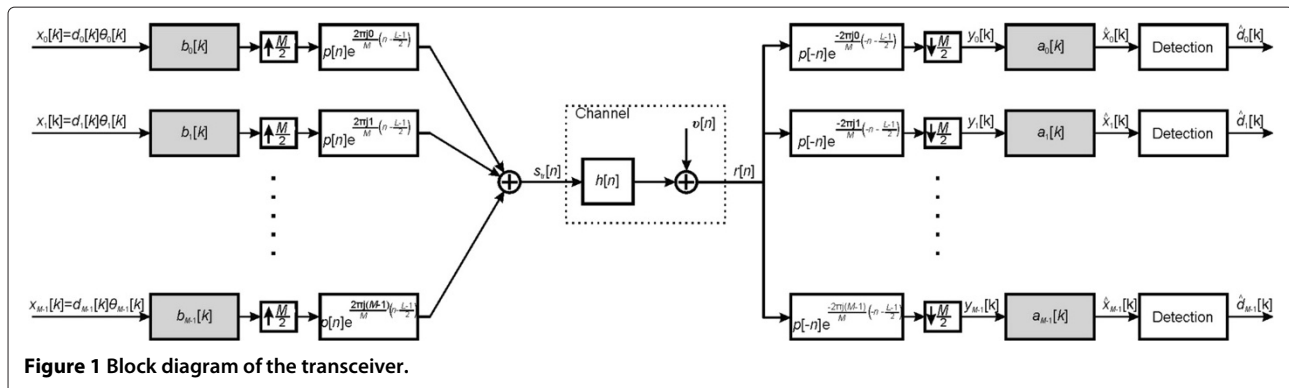 x₀[k]=d₀[k]θ₀[k] b₀[k] ↑M/2 p[n]e^{2πj0/M (n-(L-1)/2)} p[-n]e^{-2πj0/M (-n-(L-1)/2)} ↓M/2 y₀[k] a₀[k] x̂₀[k] Detection d̂₀[k]
x₁[k]=d₁[k]θ₁[k] b₁[k] ↑M/2 p[n]e^{2πj1/M (n-(L-1)/2)} Channel υ[n] p[-n]e^{-2πj1/M (-n-(L-1)/2)} ↓M/2 y₁[k] a₁[k] x̂₁[k] Detection d̂₁[k]
sₜᵣ[n] h[n] r[n]
x_{M-1}[k]=d_{M-1}[k]θ_{M-1}[k] b_{M-1}[k] ↑M/2 p[n]e^{2πj(M-1)/M (n-(L-1)/2)} p[-n]e^{-2πj(M-1)/M (-n-(L-1)/2)} ↓M/2 y_{M-1}[k] a_{M-1}[k] x̂_{M-1}[k] Detection d̂_{M-1}[k]
Figure 1 Block diagram of the transceiver.